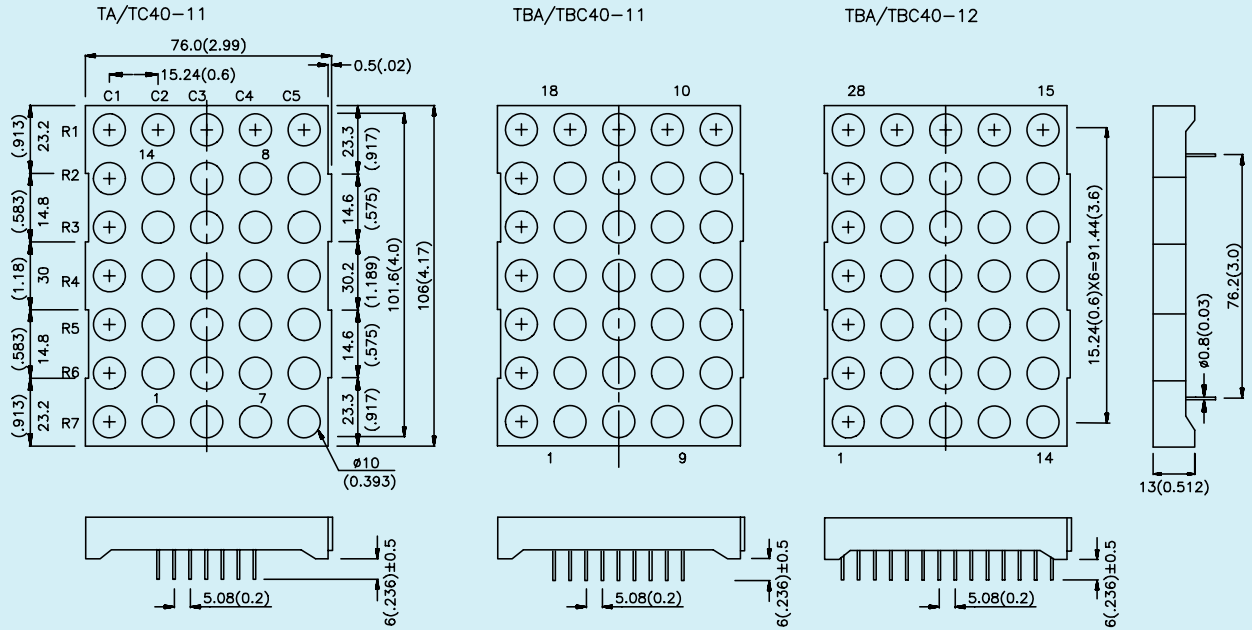 TA/TC40-11
TBA/TBC40-11
TBA/TBC40-12
76.0(2.99)
15.24(0.6)
0.5(.02)
C1 C2 C3 C4 C5
18 10
28 15
R1
R2
R3
R4
R5
R6
R7
14 8
1 7
23.2
(.913)
14.8
(.583)
30
(1.18)
14.8
(.583)
23.2
(.913)
23.3
(.917)
14.6
(.575)
30.2
(1.189)
14.6
(.575)
23.3
(.917)
101.6(4.0)
106(4.17)
ø10
(0.393)
1 9
1 14
15.24(0.6)X6=91.44(3.6)
76.2(3.0)
ø0.8(0.03)
13(0.512)
5.08(0.2)
6(.236)±0.5
5.08(0.2)
6(.236)±0.5
5.08(0.2)
6(.236)±0.5